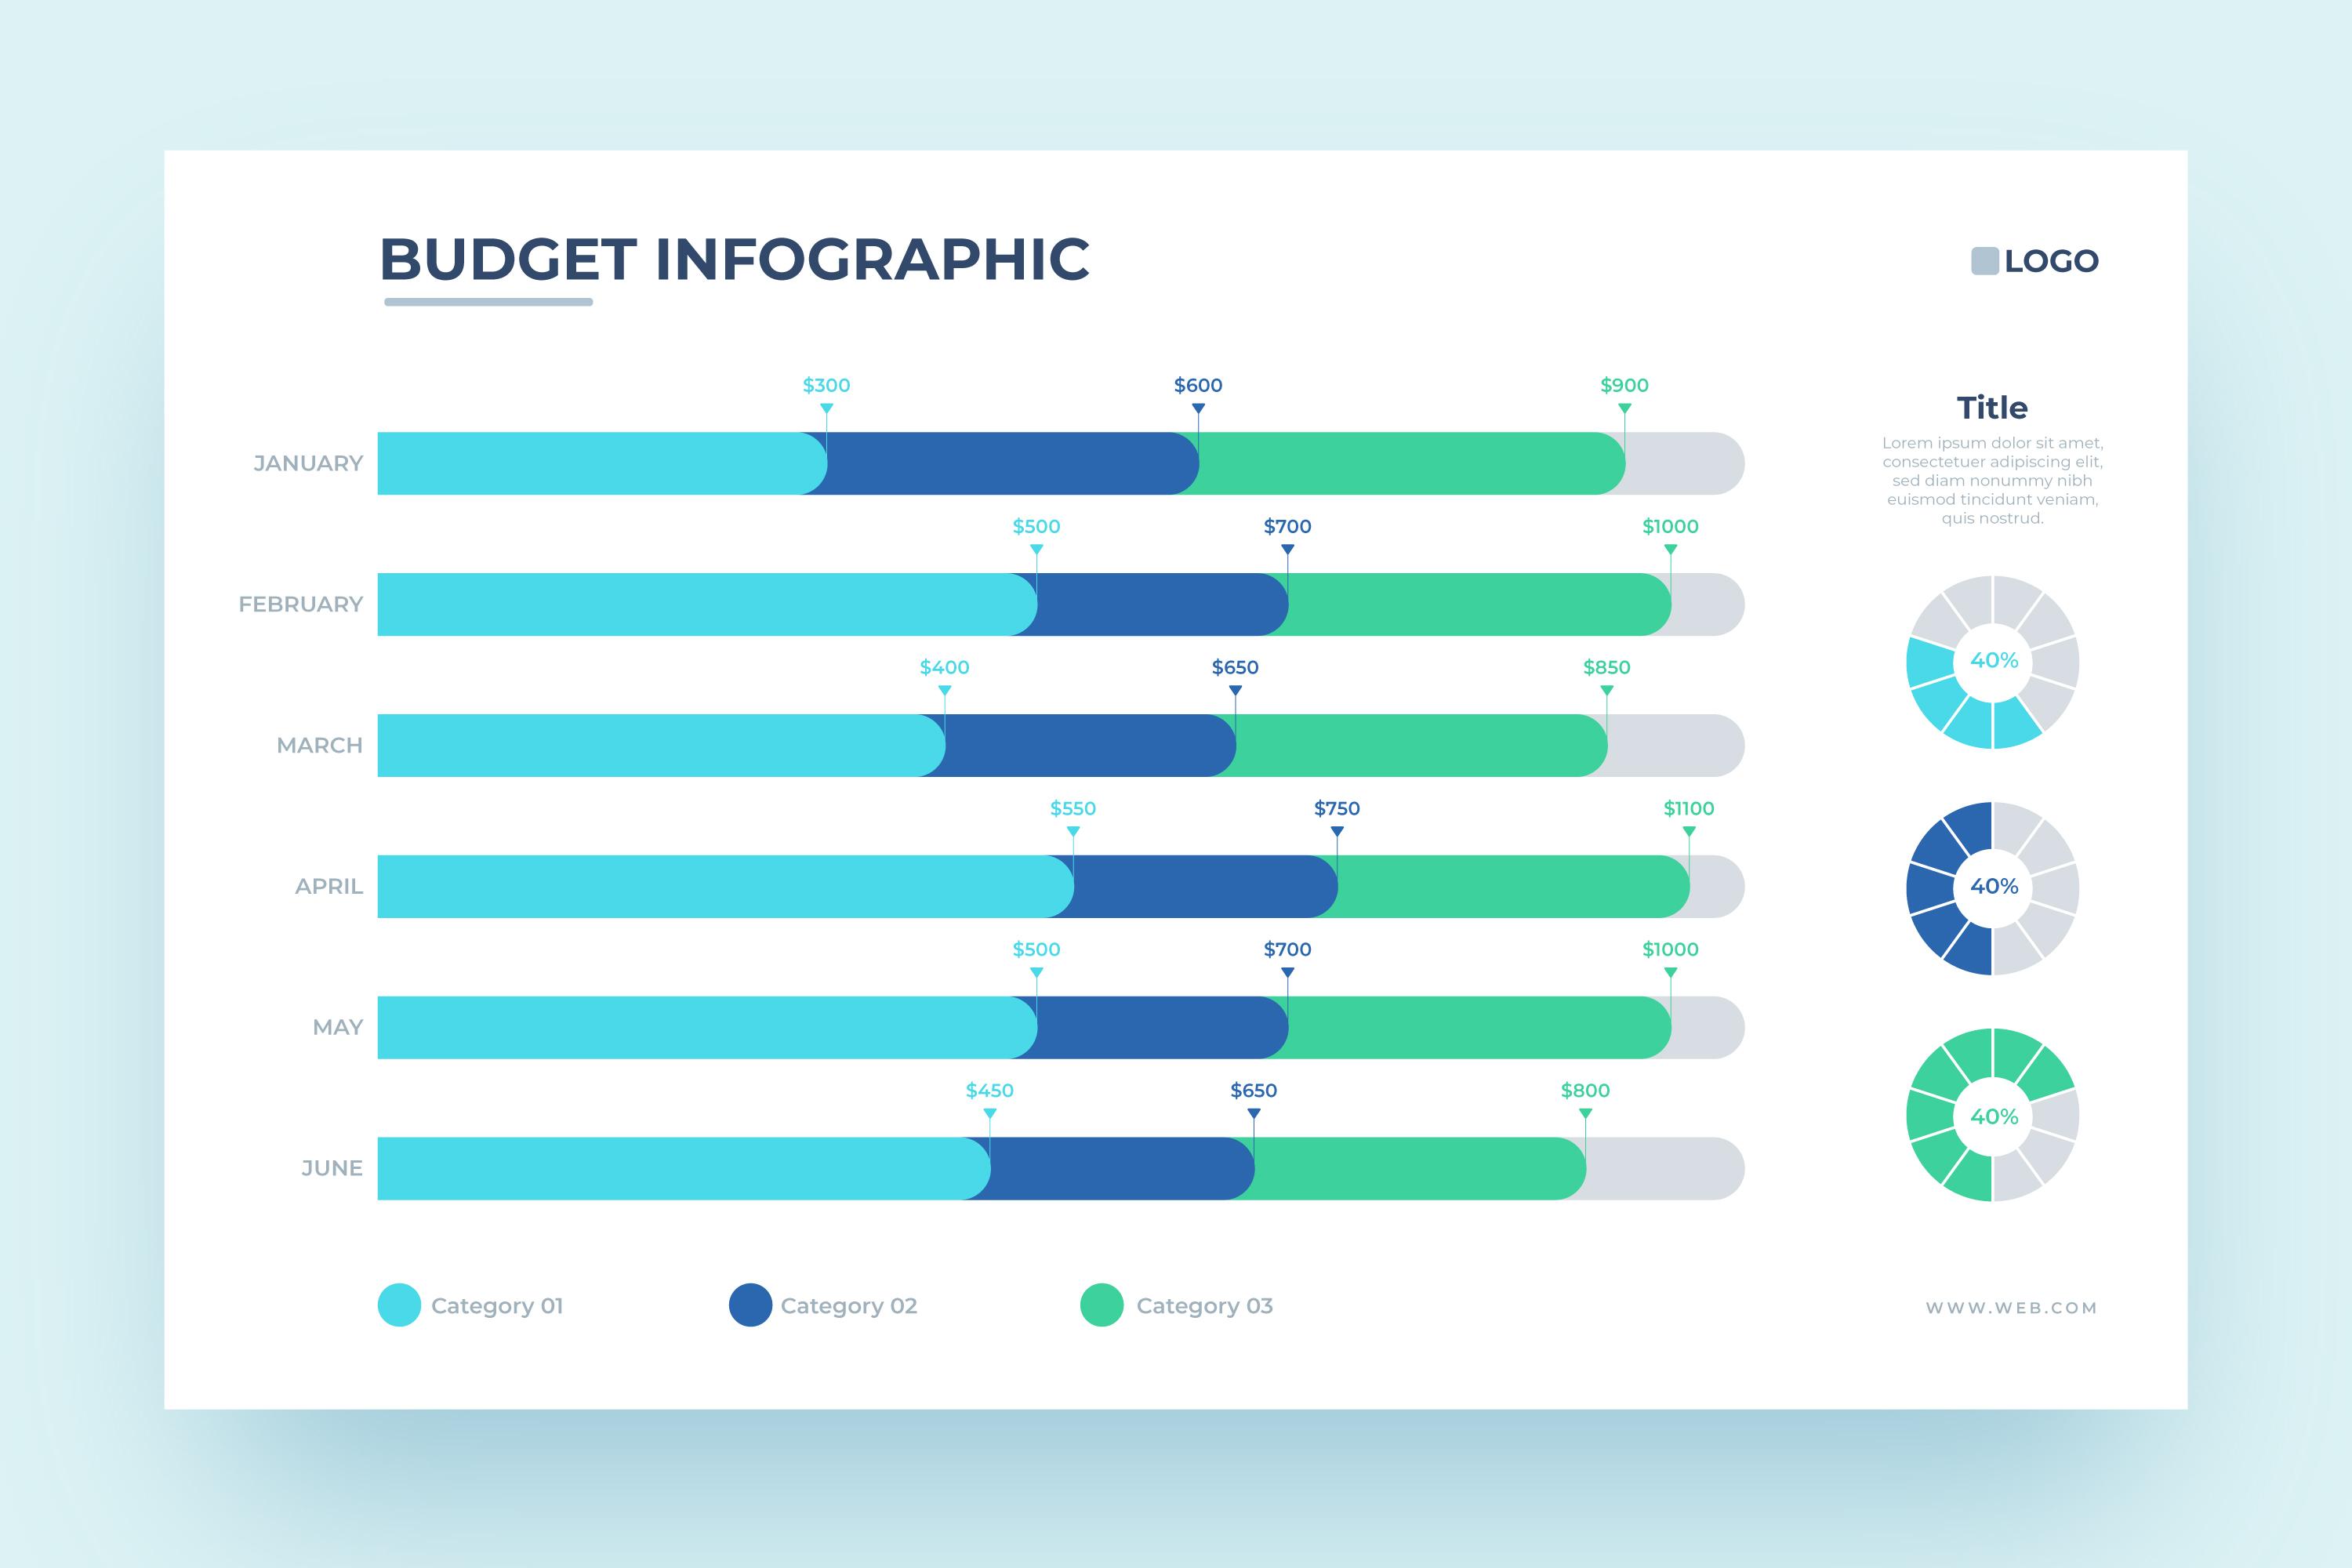 BUDGET INFOGRAPHIC
LOGO
$300 $600 $900
JANUARY
$500 $700 $1000
FEBRUARY
$400 $650 $850
MARCH
$550 $750 $1100
APRIL
$500 $700 $1000
MAY
$450 $650 $800
JUNE
Category 01 Category 02 Category 03
Title
Lorem ipsum dolor sit amet,
consectetuer adipiscing elit,
sed diam nonummy nibh
euismod tincidunt veniam,
quis nostrud.
40%
40%
40%
WWW.WEB.COM